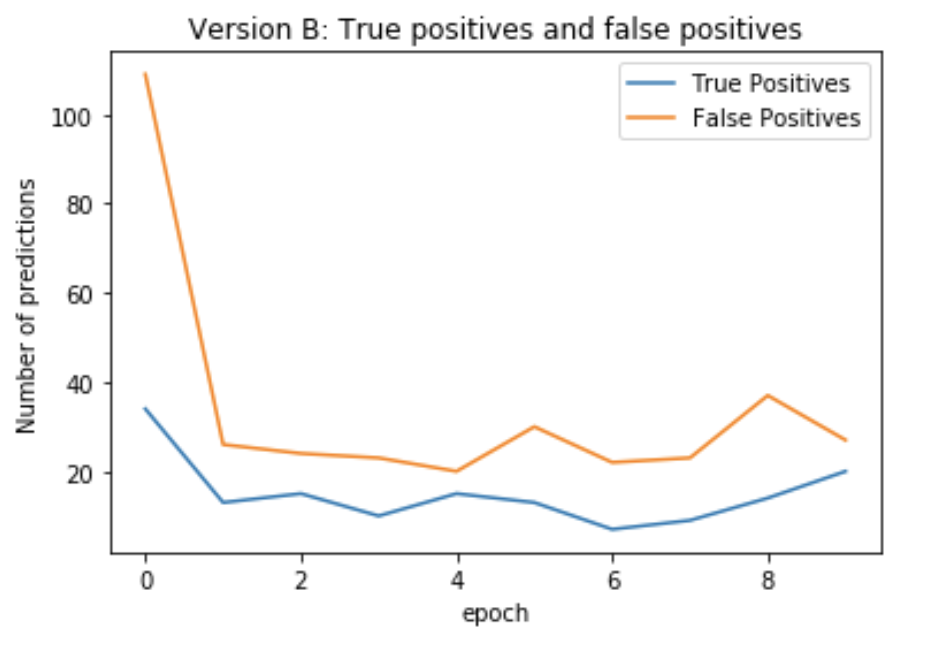 Version B: True positives and false positives
True Positives
False Positives
100
80
60
40
20
Number of predictions
0 2 4 6 8
epoch